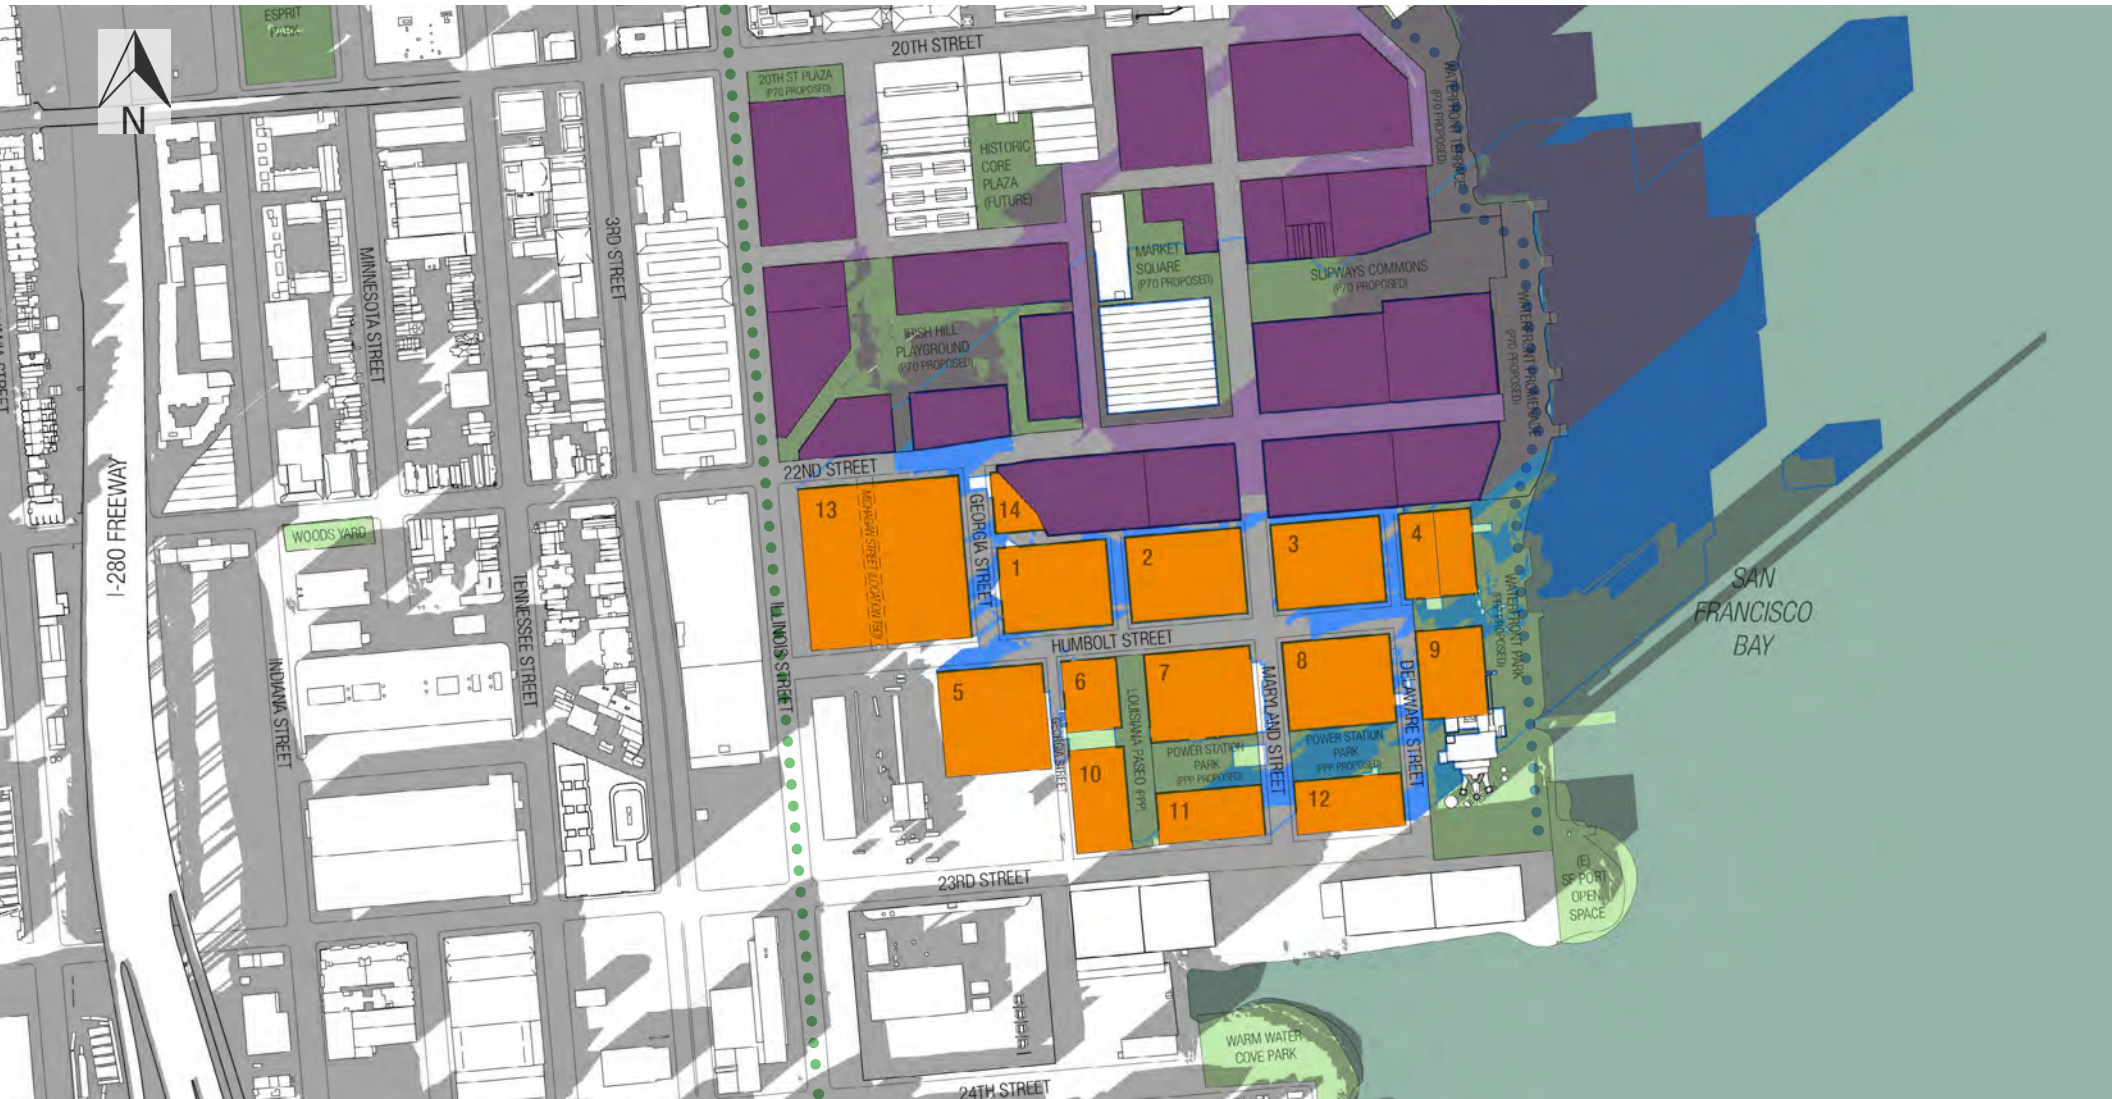 ESPRIT
PARK
N
20TH STREET
20TH ST PLAZA
(P70 PROPOSED)
HISTORIC
CORE
PLAZA
(FUTURE)
WATERFRONT TERRACE
(P70 PROPOSED)
MINNESOTA STREET
3RD STREET
MARKET
SQUARE
(P70 PROPOSED)
SLIPWAYS COMMONS
(P70 PROPOSED)
IRISH HILL
PLAYGROUND
(P70 PROPOSED)
WATERFRONT PROMENADE
(P70 PROPOSED)
I-280 FREEWAY
22ND STREET
WOODS YARD
13
MICHIGAN STREET (LOCATION TBD)
GEORGIA STREET
14
1
2
3
4
SAN
FRANCISCO
BAY
TENNESSEE STREET
ILLINOIS STREET
INDIANA STREET
HUMBOLT STREET
WATERFRONT PARK
(PPP PROPOSED)
5
6
7
8
9
GEORGIA STREET
LOUISIANA PASEO (PPP)
MARYLAND STREET
DELAWARE STREET
POWER STATION
PARK
(PPP PROPOSED)
POWER STATION
PARK
(PPP PROPOSED)
10
11
12
23RD STREET
(E)
SF PORT
OPEN
SPACE
WARM WATER
COVE PARK
24TH STREET